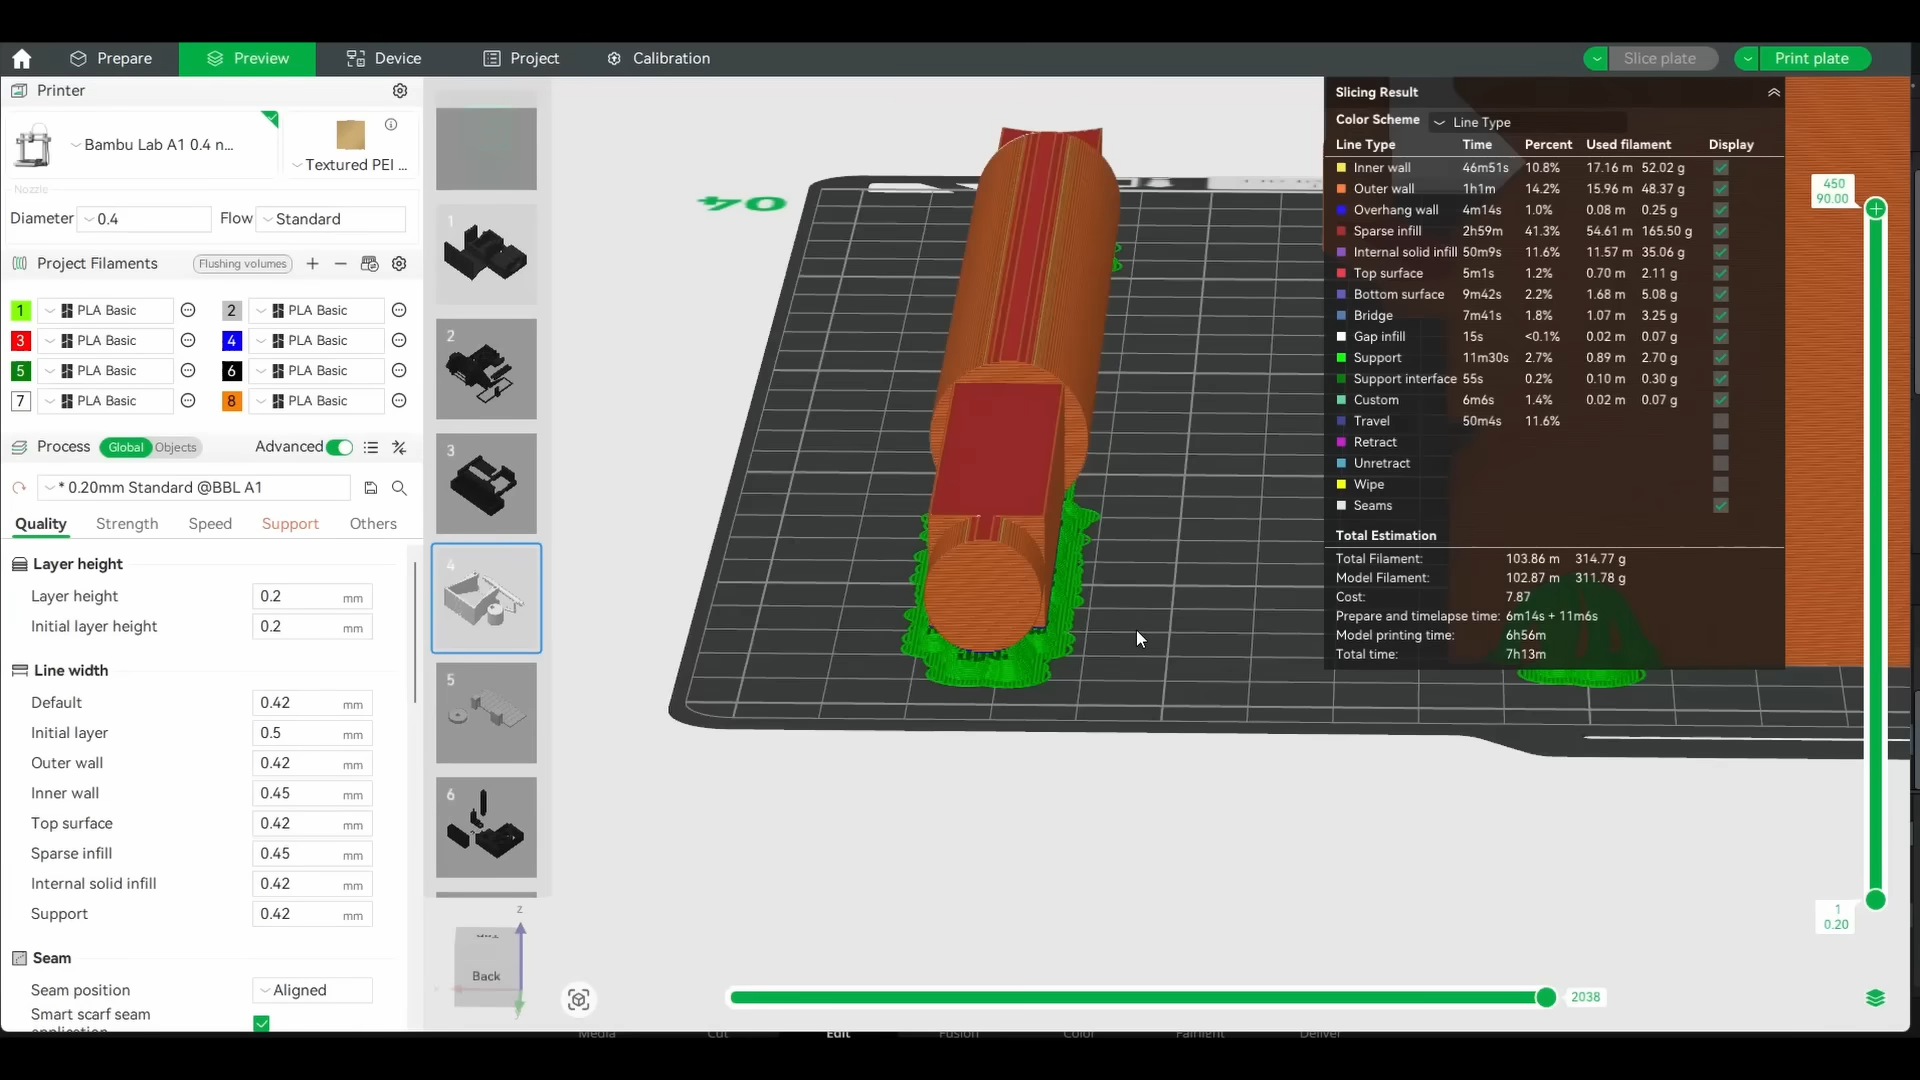 Prepare
Preview
Device
Project
Calibration
Slice plate
Print plate
Printer
Bambu Lab A1 0.4 n...
Textured PEI ...
Nozzle
Diameter 0.4 Flow Standard
Project Filaments Flushing volumes
1 PLA Basic 2 PLA Basic
3 PLA Basic 4 PLA Basic
5 PLA Basic 6 PLA Basic
7 PLA Basic 8 PLA Basic
Process Global Objects Advanced
* 0.20mm Standard @BBL A1
Quality Strength Speed Support Others
Layer height
Layer height 0.2 mm
Initial layer height 0.2 mm
Line width
Default 0.42 mm
Initial layer 0.5 mm
Outer wall 0.42 mm
Inner wall 0.45 mm
Top surface 0.42 mm
Sparse infill 0.45 mm
Internal solid infill 0.42 mm
Support 0.42 mm
Seam
Seam position Aligned
Smart scarf seam
application
1
2
3
4
5
6
z
Back
04
Slicing Result
Color Scheme Line Type
Line Type Time Percent Used filament Display
Inner wall 46m51s 10.8% 17.16 m 52.02 g
Outer wall 1h1m 14.2% 15.96 m 48.37 g
Overhang wall 4m14s 1.0% 0.08 m 0.25 g
Sparse infill 2h59m 41.3% 54.61 m 165.50 g
Internal solid infill 50m9s 11.6% 11.57 m 35.06 g
Top surface 5m1s 1.2% 0.70 m 2.11 g
Bottom surface 9m42s 2.2% 1.68 m 5.08 g
Bridge 7m41s 1.8% 1.07 m 3.25 g
Gap infill 15s <0.1% 0.02 m 0.07 g
Support 11m30s 2.7% 0.89 m 2.70 g
Support interface 55s 0.2% 0.10 m 0.30 g
Custom 6m6s 1.4% 0.02 m 0.07 g
Travel 50m4s 11.6%
Retract
Unretract
Wipe
Seams
Total Estimation
Total Filament: 103.86 m 314.77 g
Model Filament: 102.87 m 311.78 g
Cost: 7.87
Prepare and timelapse time: 6m14s + 11m6s
Model printing time: 6h56m
Total time: 7h13m
450
90.00
1
0.20
2038
Media Cut Edit Fusion Color Fairlight Deliver